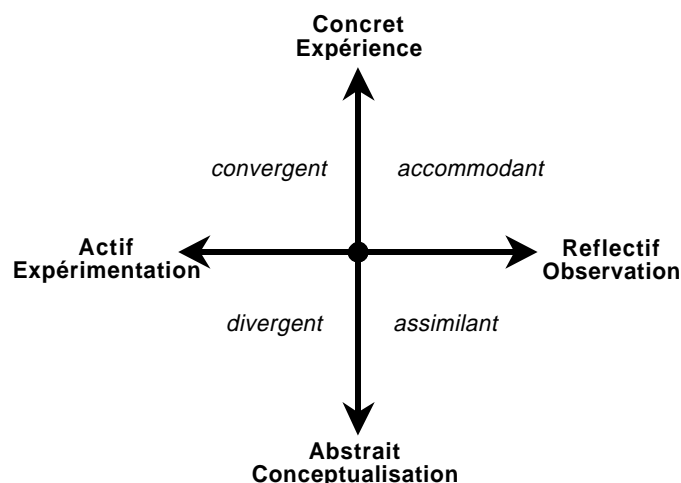 Concret
Expérience
convergent
accommodant
Actif
Expérimentation
Reflectif
Observation
divergent
assimilant
Abstrait
Conceptualisation